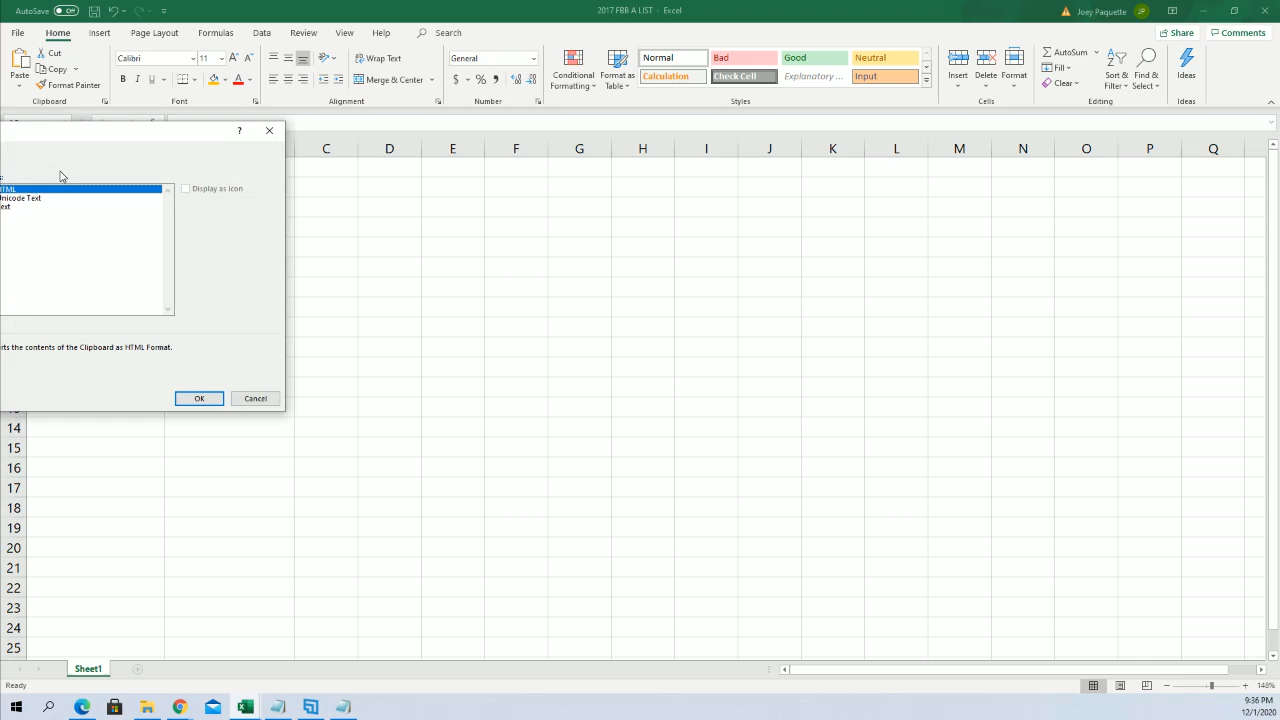 AutoSave Off 2017 FBB A LIST - Excel Joey Paquette JP
File Home Insert Page Layout Formulas Data Review View Help Search Share Comments
Paste Cut Copy Format Painter
Calibri 11 A A Wrap Text General Conditional Formatting Format as Table Normal Bad Good Neutral Insert Delete Format AutoSum Fill Clear Sort & Filter Find & Select Ideas
B I U A Merge & Center $ % , Calculation Check Cell Explanatory ... Input
Clipboard Font Alignment Number Styles Cells Editing Ideas
? ×
C D E F G H I J K L M N O P Q
HTML Display as icon
Unicode Text
Text
rts the contents of the Clipboard as HTML Format.
OK Cancel
14
15
16
17
18
19
20
21
22
23
24
25
Sheet1
Ready 148%
9:36 PM
12/1/2020